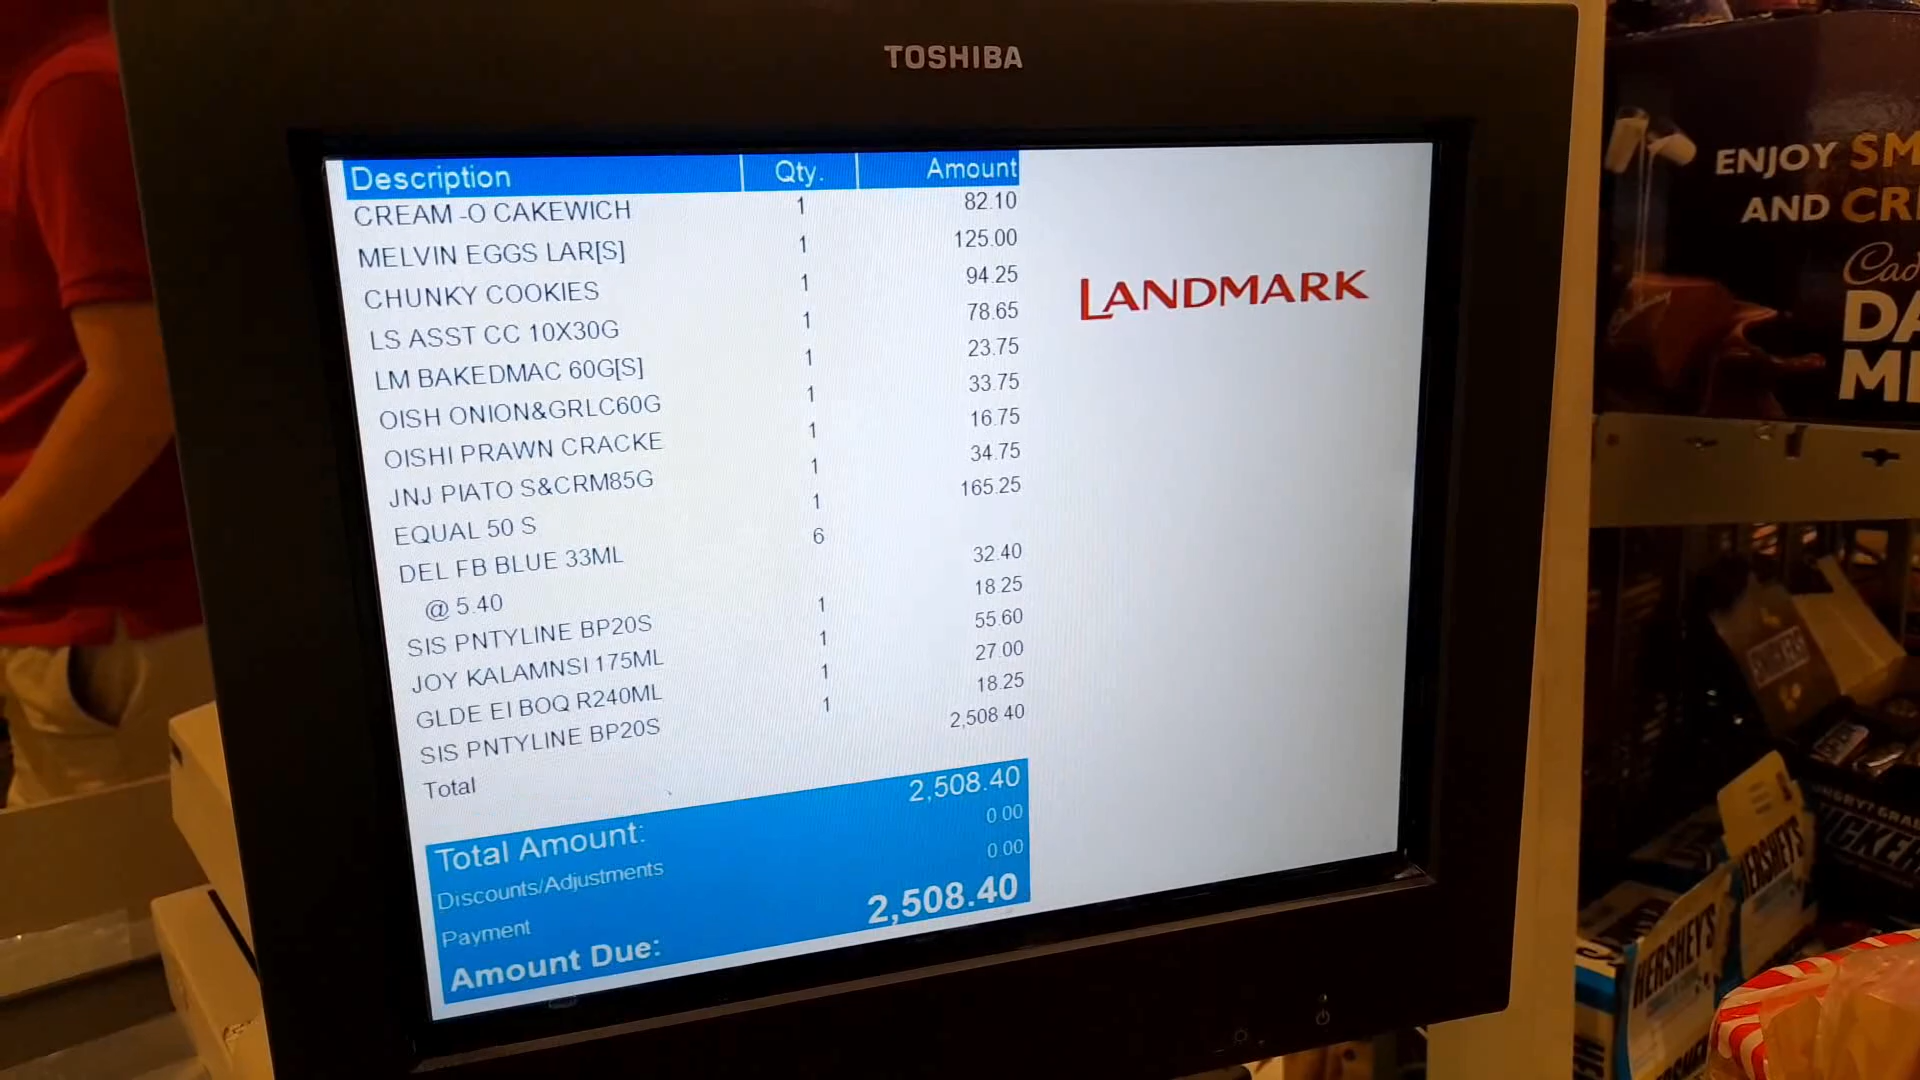 TOSHIBA
Description Qty. Amount
CREAM -O CAKEWICH 1 82.10
MELVIN EGGS LAR[S] 1 125.00
CHUNKY COOKIES 1 94.25
LS ASST CC 10X30G 1 78.65
LM BAKEDMAC 60G[S] 1 23.75
OISH ONION&GRLC60G 1 33.75
OISHI PRAWN CRACKE 1 16.75
JNJ PIATO S&CRM85G 1 34.75
EQUAL 50 S 1 165.25
DEL FB BLUE 33ML 6
@ 5.40 32.40
SIS PNTYLINE BP20S 1 18.25
JOY KALAMNSI 175ML 1 55.60
GLDE EI BOQ R240ML 1 27.00
SIS PNTYLINE BP20S 1 18.25
Total 2,508.40
Total Amount: 2,508.40
Discounts/Adjustments 0.00
Payment 0.00
Amount Due: 2,508.40
LANDMARK
ENJOY SM
AND CR
Cad
DA
MI
HERSHEY'S
HERSHEY'S